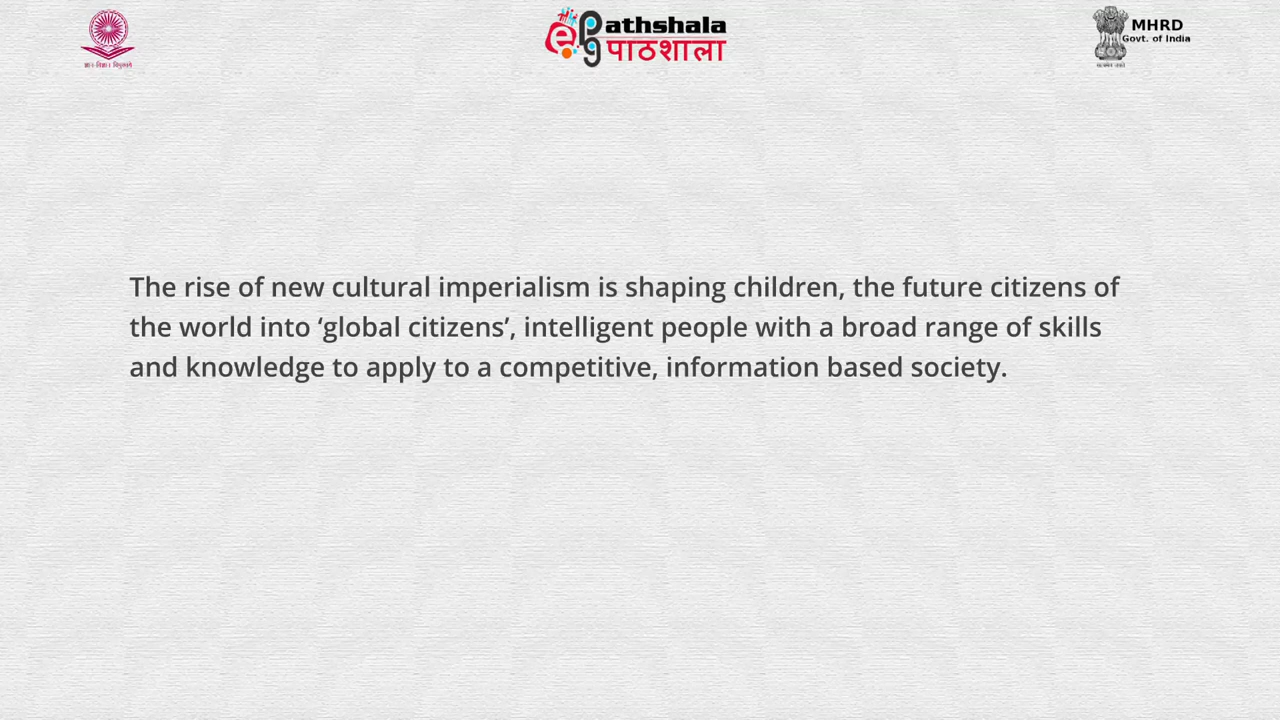 Pathshala
पाठशाला
MHRD
Govt. of India
The rise of new cultural imperialism is shaping children, the future citizens of
the world into ‘global citizens’, intelligent people with a broad range of skills
and knowledge to apply to a competitive, information based society.